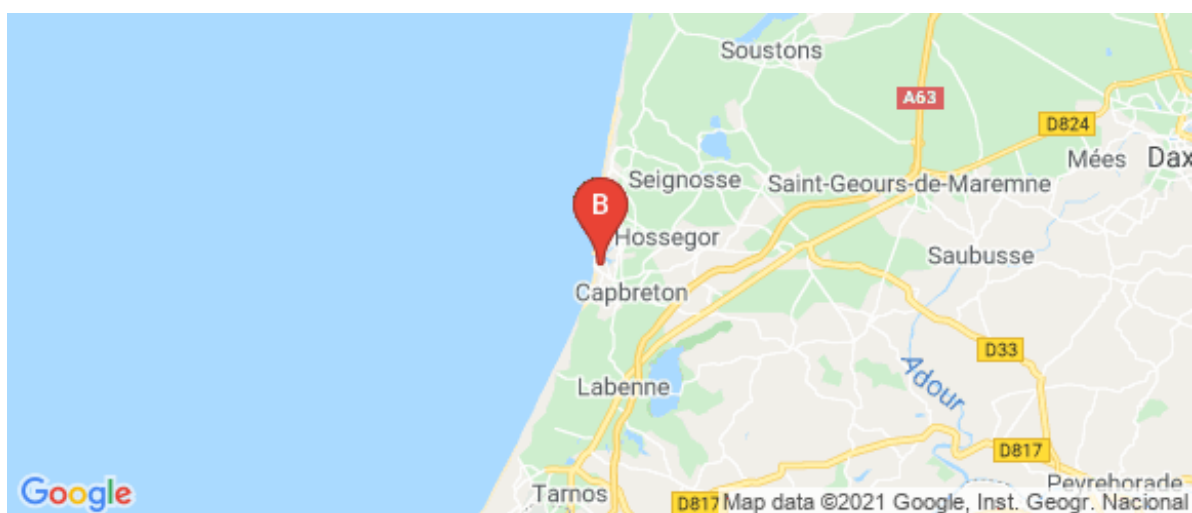 Soustons
A63
D824
Mées
Dax
Seignosse
Saint-Geours-de-Maremne
B
Hossegor
Saubusse
Capbreton
D33
Labenne
Adour
D817
Peyrehorade
Google
Tarnos
D817
Map data ©2021 Google, Inst. Geogr. Nacional